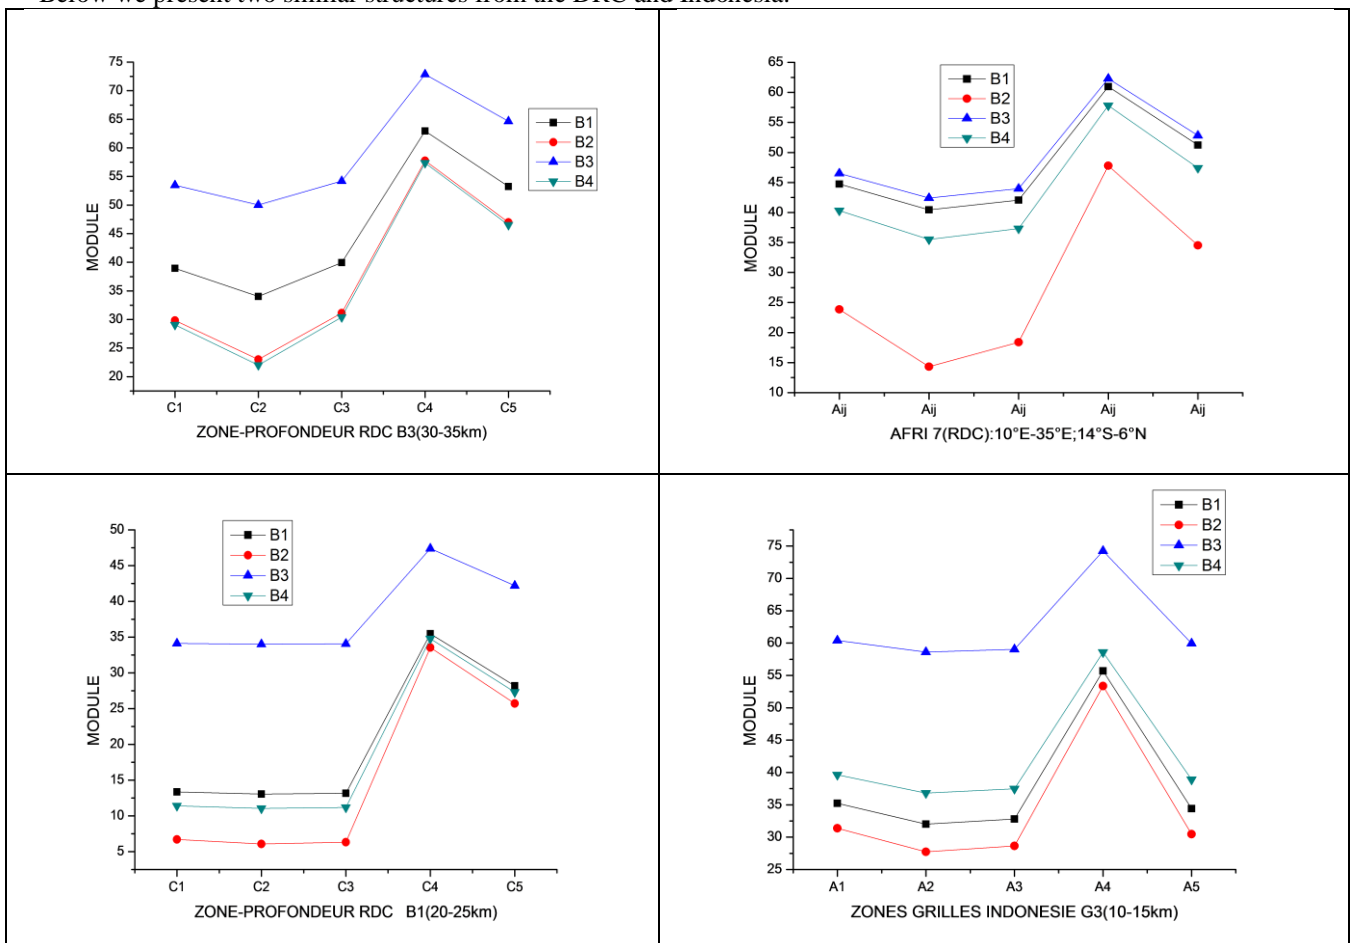 Below we present two similar structures from the DRC and Indonesia.
75
70
65
60
55
50
45
40
35
30
25
20
MODULE
B1
B2
B3
B4
C1 C2 C3 C4 C5
ZONE-PROFONDEUR RDC B3(30-35km)
65
60
55
50
45
40
35
30
25
20
15
10
MODULE
B1
B2
B3
B4
Aij Aij Aij Aij Aij
AFRI 7(RDC):10°E-35°E;14°S-6°N
50
45
40
35
30
25
20
15
10
5
MODULE
B1
B2
B3
B4
C1 C2 C3 C4 C5
ZONE-PROFONDEUR RDC B1(20-25km)
75
70
65
60
55
50
45
40
35
30
25
MODULE
B1
B2
B3
B4
A1 A2 A3 A4 A5
ZONES GRILLES INDONESIE G3(10-15km)